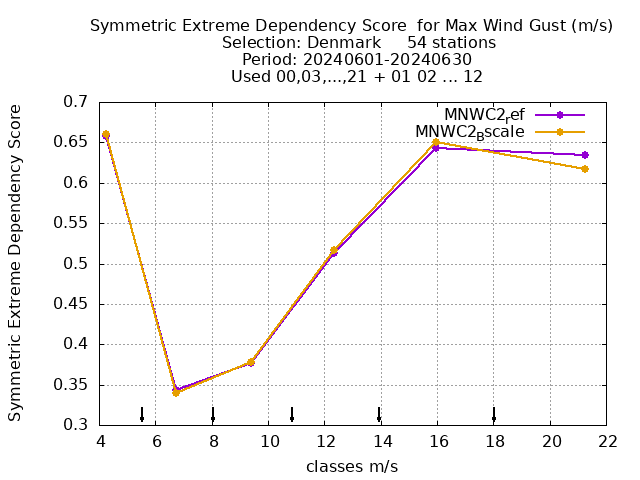 Symmetric Extreme Dependency Score for Max Wind Gust (m/s)
Selection: Denmark 54 stations
Period: 20240601-20240630
Used 00,03,...,21 + 01 02 ... 12
MNWC2ref
MNWC2Bscale
Symmetric Extreme Dependency Score
0.7
0.65
0.6
0.55
0.5
0.45
0.4
0.35
0.3
4 6 8 10 12 14 16 18 20 22
classes m/s